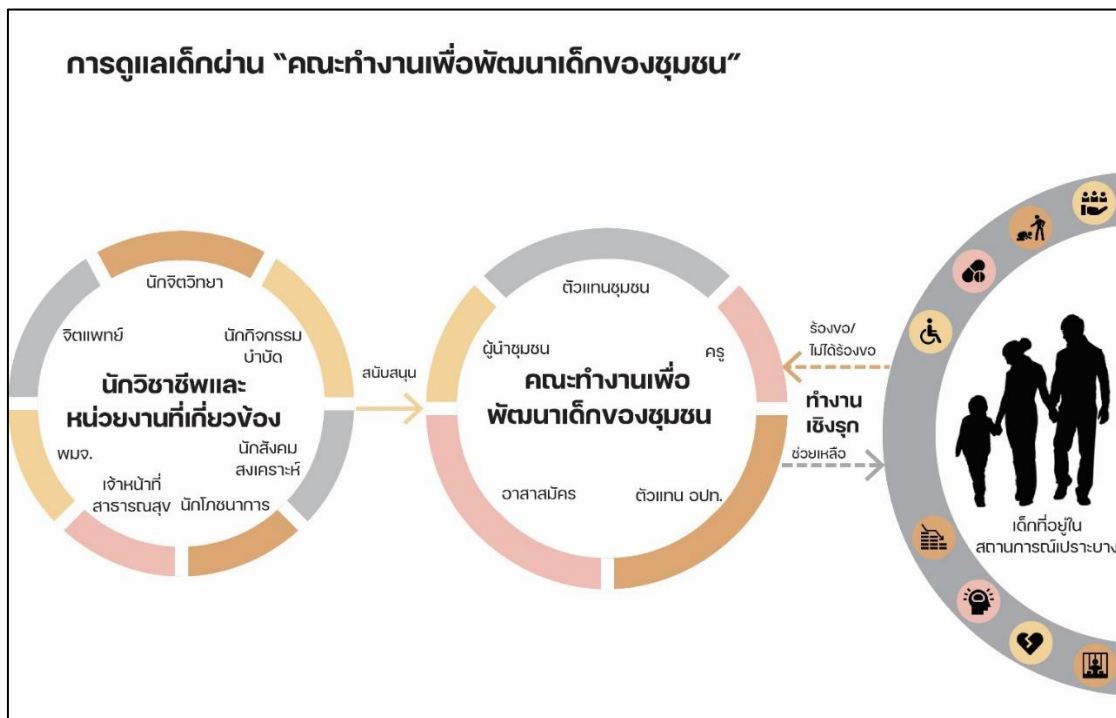 การดูแลเด็กผ่าน “คณะทำงานเพื่อพัฒนาเด็กของชุมชน”
นักจิตวิทยา
จิตแพทย์
นักกิจกรรม
บำบัด
นักวิชาชีพและ
หน่วยงานที่เกี่ยวข้อง
พมจ.
นักสังคม
สงเคราะห์
เจ้าหน้าที่
สาธารณสุข
นักโภชนาการ
สนับสนุน
ตัวแทนชุมชน
ผู้นำชุมชน
ครู
คณะทำงานเพื่อ
พัฒนาเด็กของชุมชน
อาสาสมัคร
ตัวแทน อปท.
ร้องขอ/
ไม่ได้ร้องขอ
ทำงาน
เชิงรุก
ช่วยเหลือ
เด็กที่อยู่ใน
สถานการณ์เปราะบาง